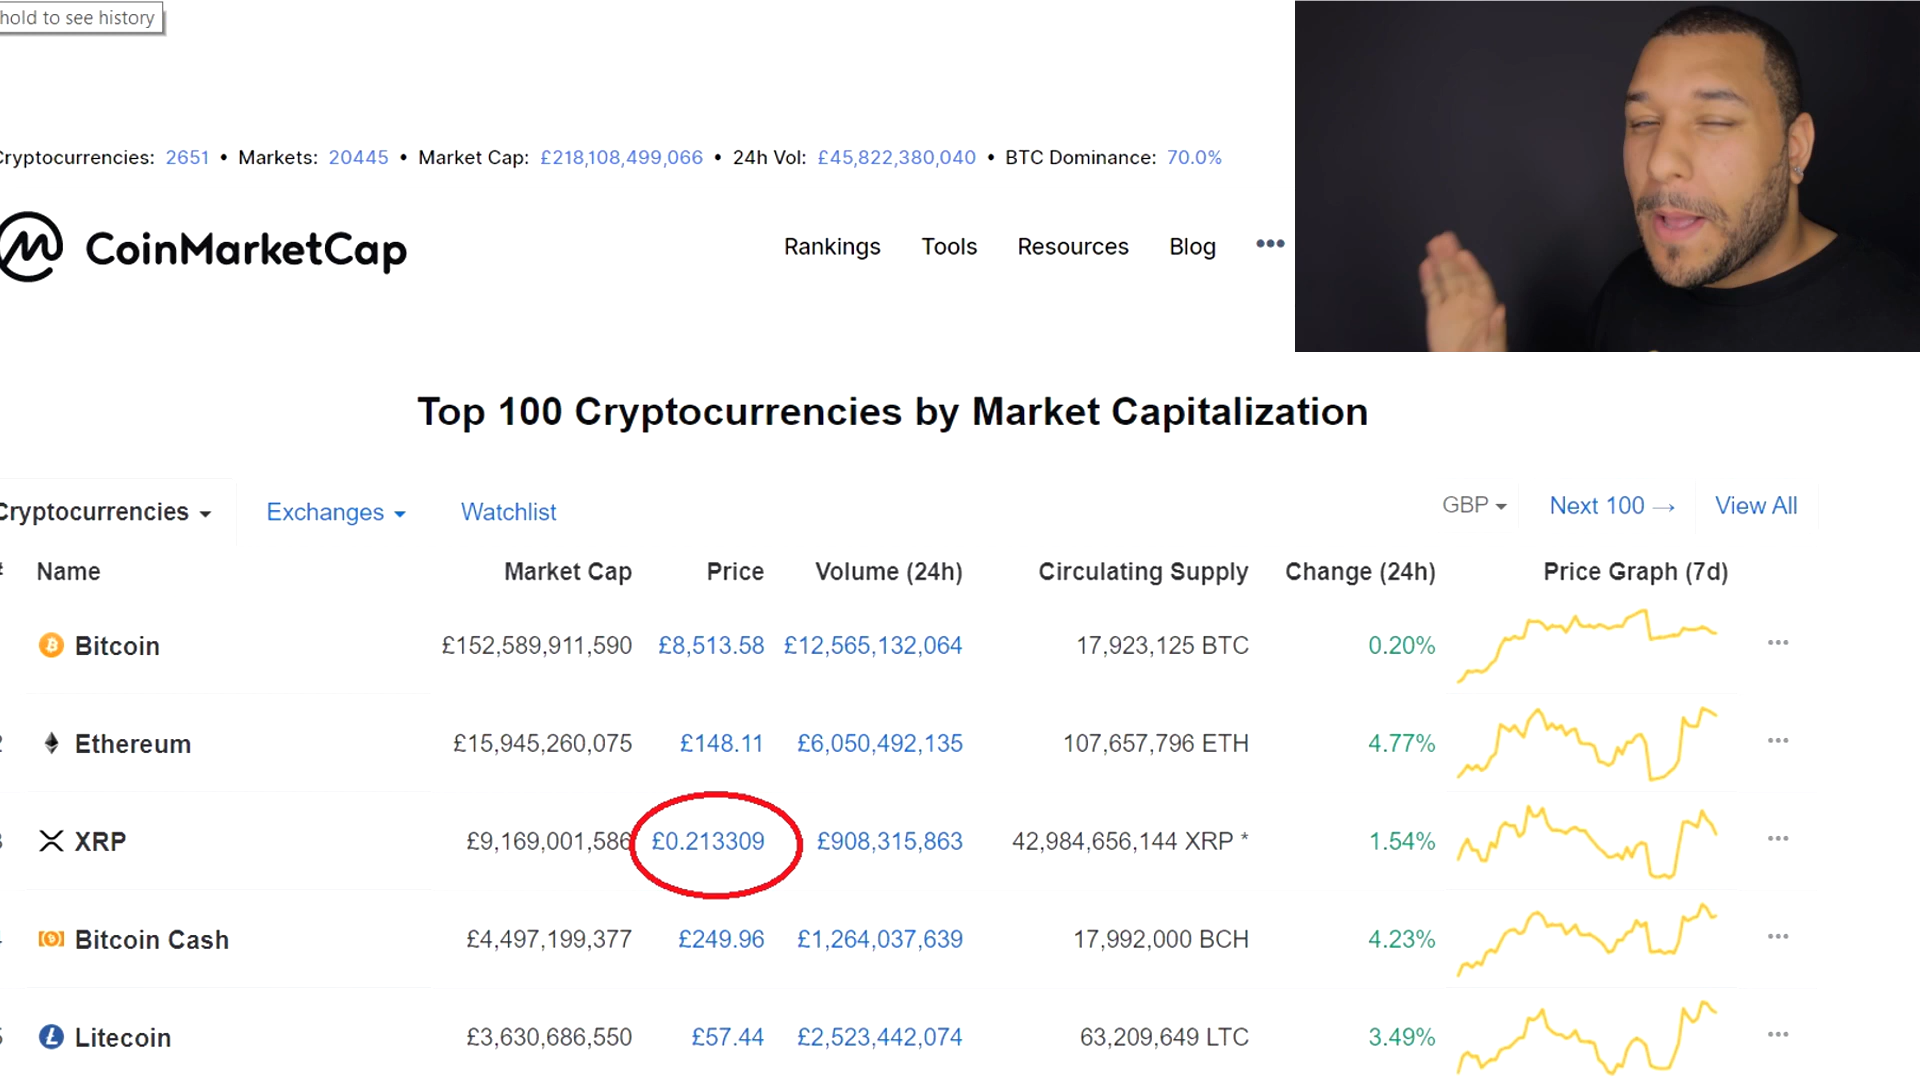 hold to see history
Cryptocurrencies: 2651 • Markets: 20445 • Market Cap: £218,108,499,066 • 24h Vol: £45,822,380,040 • BTC Dominance: 70.0%
CoinMarketCap
Rankings Tools Resources Blog •••
Top 100 Cryptocurrencies by Market Capitalization
Cryptocurrencies Exchanges Watchlist GBP Next 100 → View All
# Name Market Cap Price Volume (24h) Circulating Supply Change (24h) Price Graph (7d)
Bitcoin £152,589,911,590 £8,513.58 £12,565,132,064 17,923,125 BTC 0.20%
2 Ethereum £15,945,260,075 £148.11 £6,050,492,135 107,657,796 ETH 4.77%
3 XRP £9,169,001,586 £0.213309 £908,315,863 42,984,656,144 XRP * 1.54%
Bitcoin Cash £4,497,199,377 £249.96 £1,264,037,639 17,992,000 BCH 4.23%
5 Litecoin £3,630,686,550 £57.44 £2,523,442,074 63,209,649 LTC 3.49%